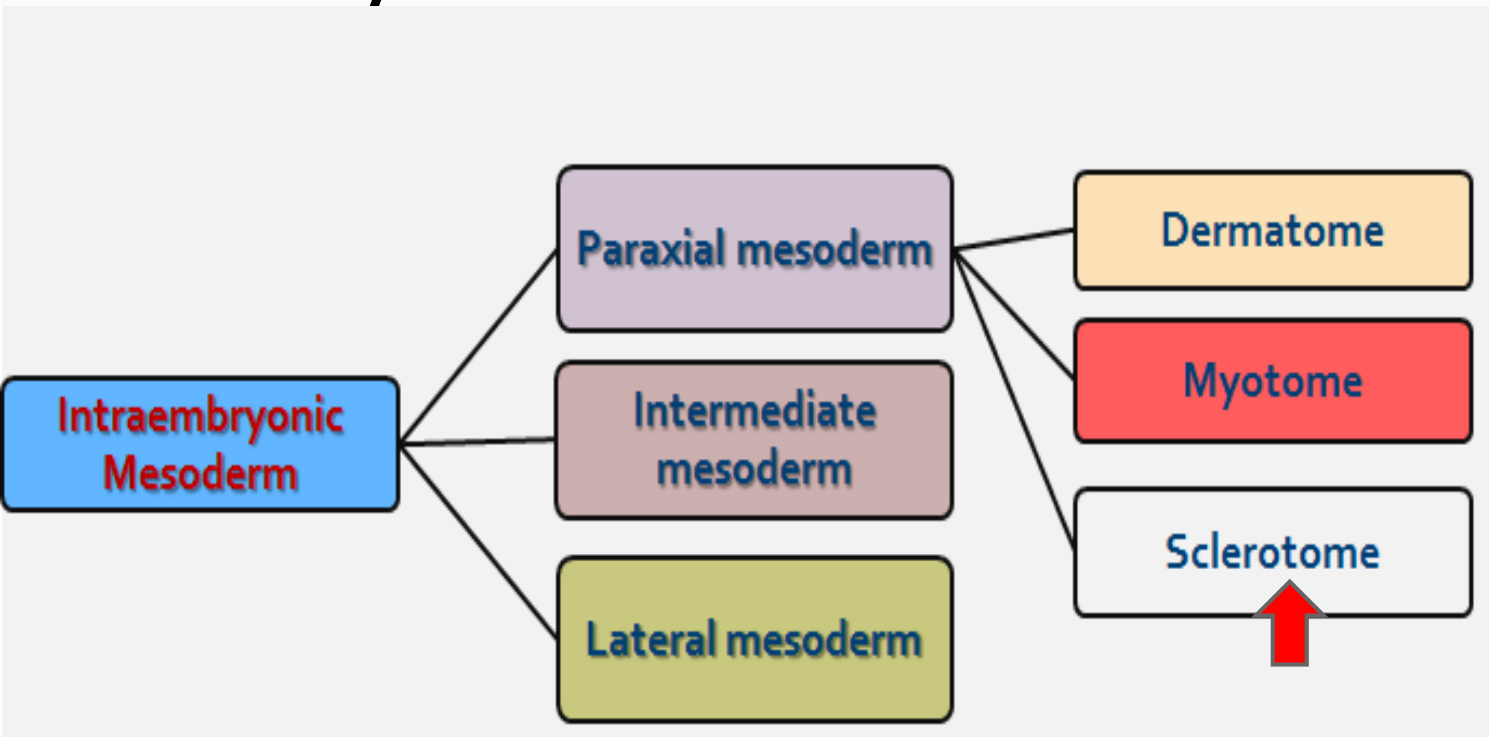 Paraxial mesoderm
Dermatome
Myotome
Intraembryonic
Mesoderm
Intermediate
mesoderm
Sclerotome
Lateral mesoderm